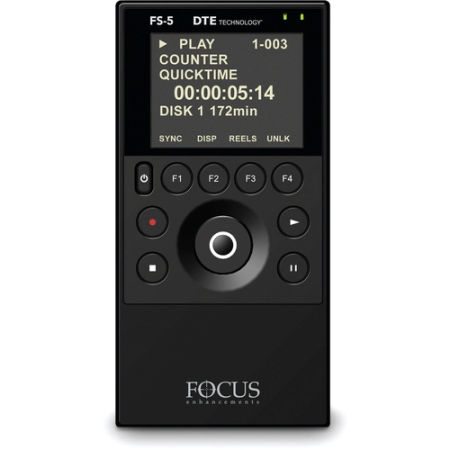 FS-5 DTE TECHNOLOGY
▶ PLAY 1-003
COUNTER
QUICKTIME
00:00:05:14
DISK 1 172min
SYNC DISP REELS UNLK
F1 F2 F3 F4
FOCUS
enhancements